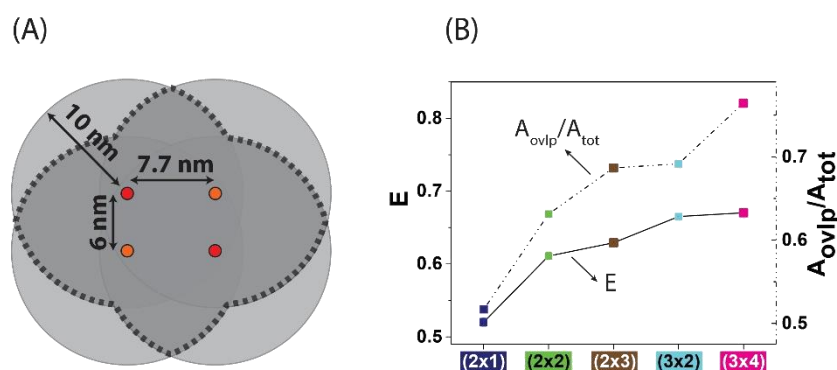 (A)
10 nm
7.7 nm
6 nm
(B)
0.8
0.7
0.6
0.5
E
A_ovlp/A_tot
E
0.7
0.6
0.5
A_ovlp/A_tot
(2x1) (2x2) (2x3) (3x2) (3x4)